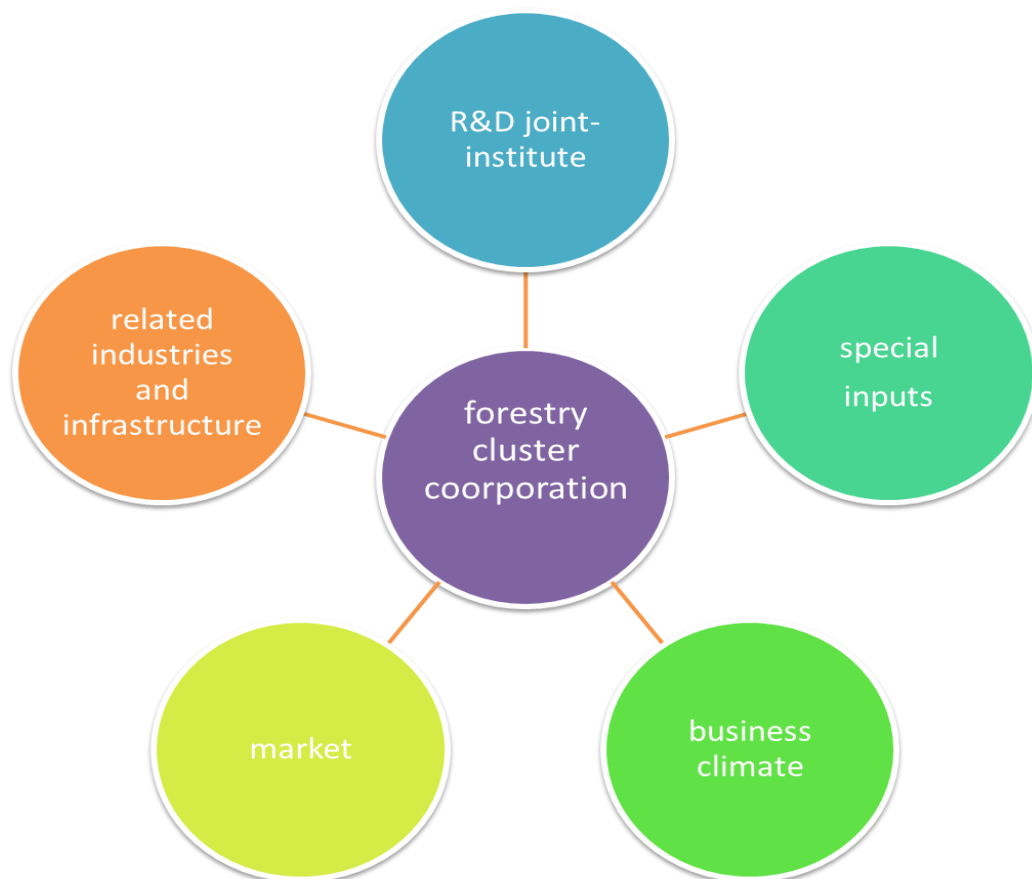 R&D joint-
institute
related
industries
and
infrastructure
special
inputs
forestry
cluster
coorporation
market
business
climate